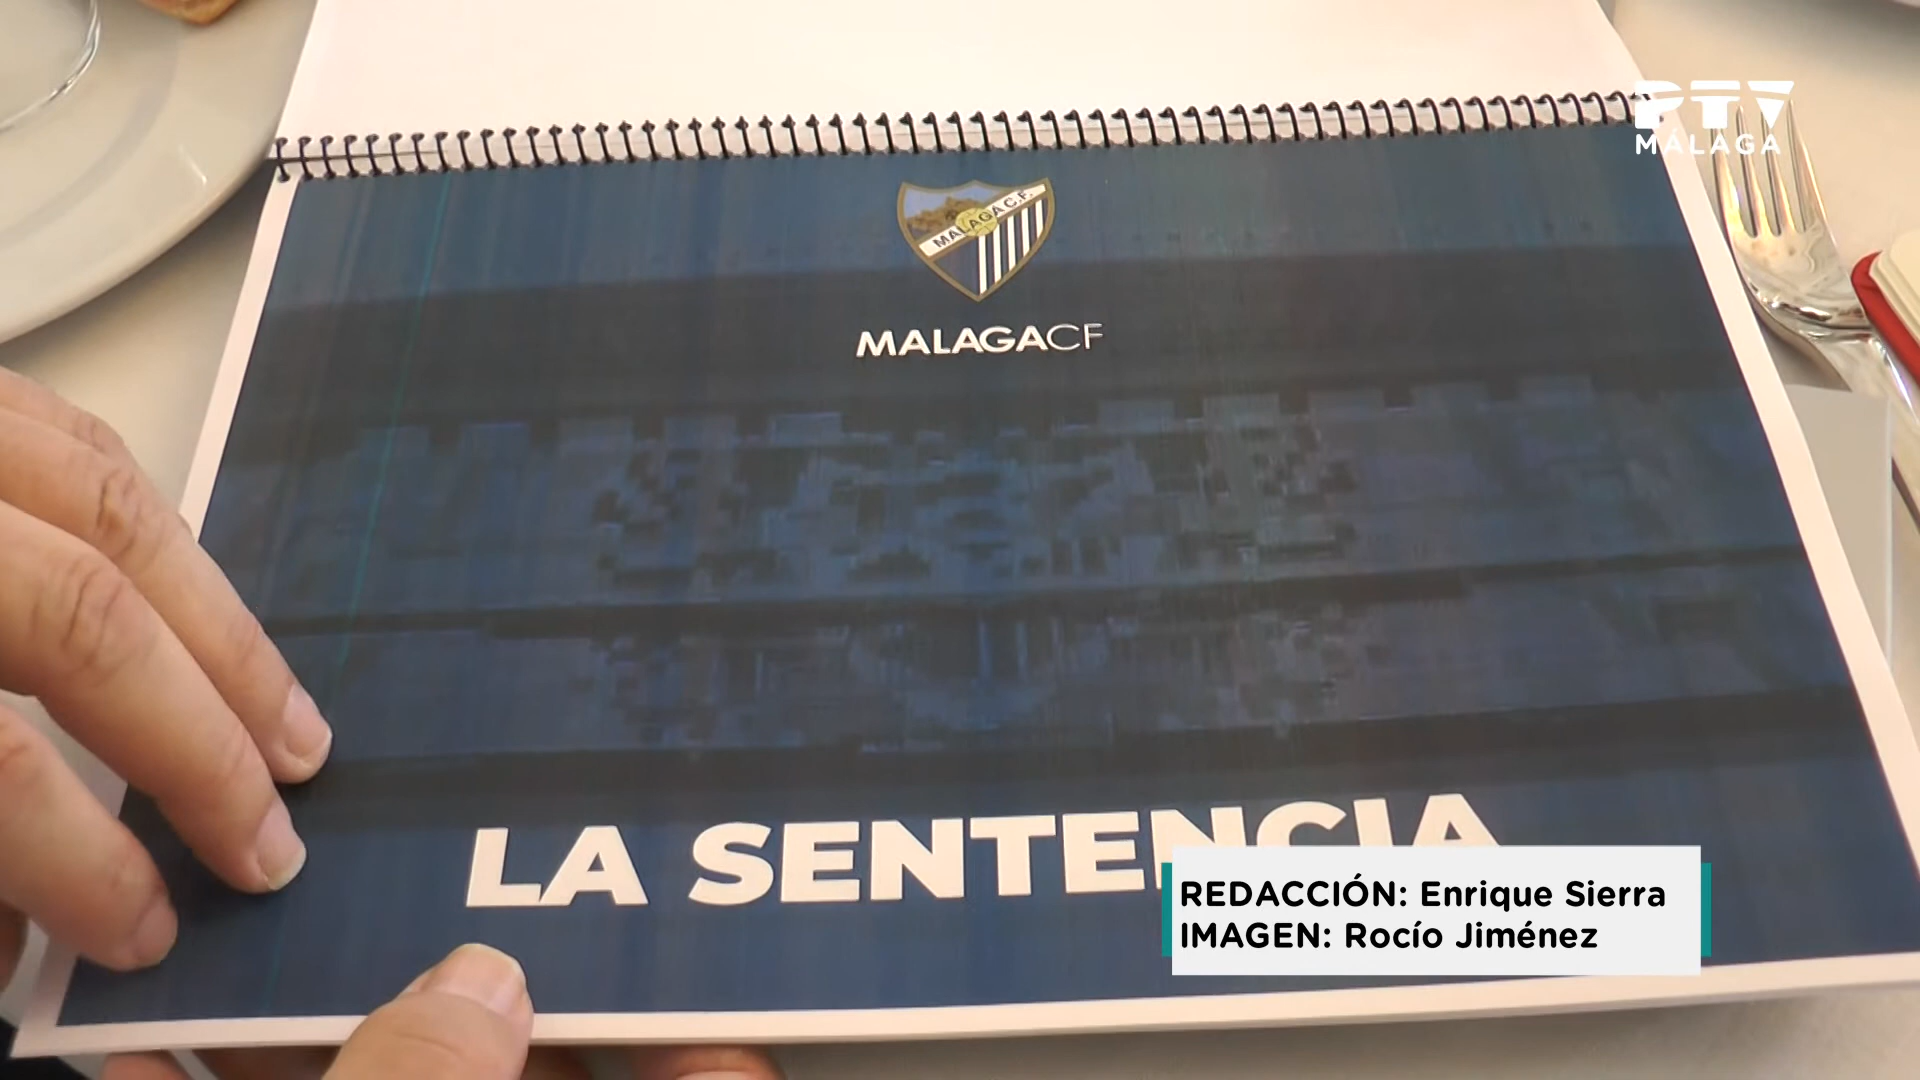 PTV
MÁLAGA
MALAGA C.F.
MALAGACF
LA SENTENCIA
REDACCIÓN: Enrique Sierra
IMAGEN: Rocío Jiménez